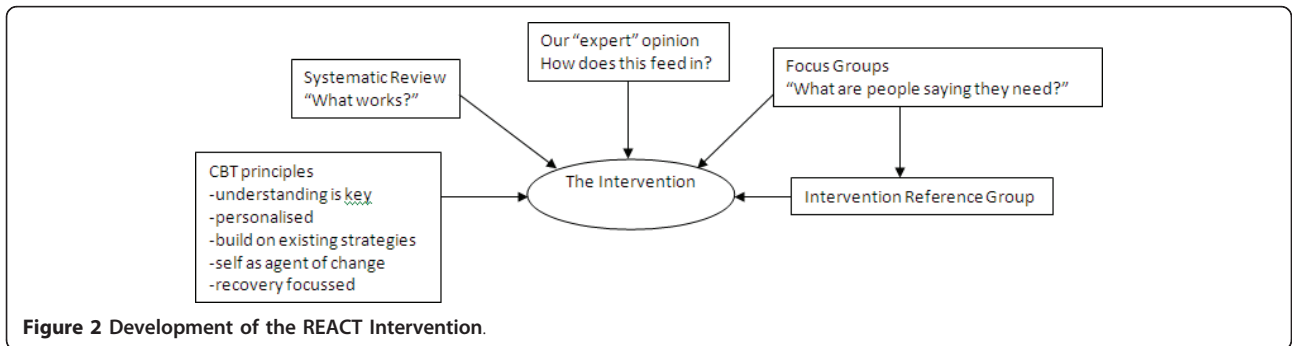 Our “expert” opinion
How does this feed in?
Systematic Review
“What works?”
Focus Groups
“What are people saying they need?”
CBT principles
-understanding is key
-personalised
-build on existing strategies
-self as agent of change
-recovery focussed
The Intervention
Intervention Reference Group
Figure 2 Development of the REACT Intervention.